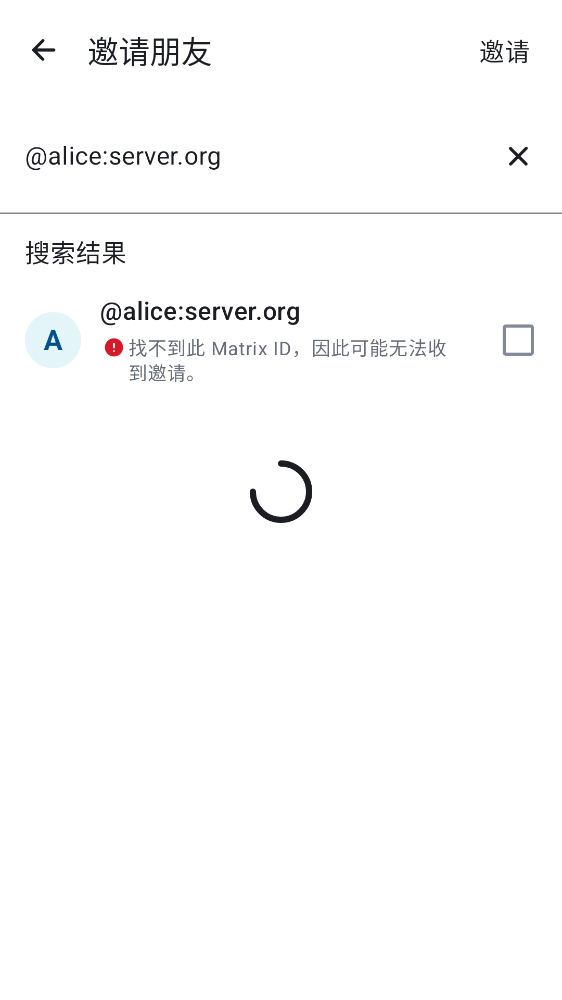 邀请朋友
邀请
@alice:server.org
搜索结果
A
@alice:server.org
找不到此 Matrix ID，因此可能无法收
到邀请。